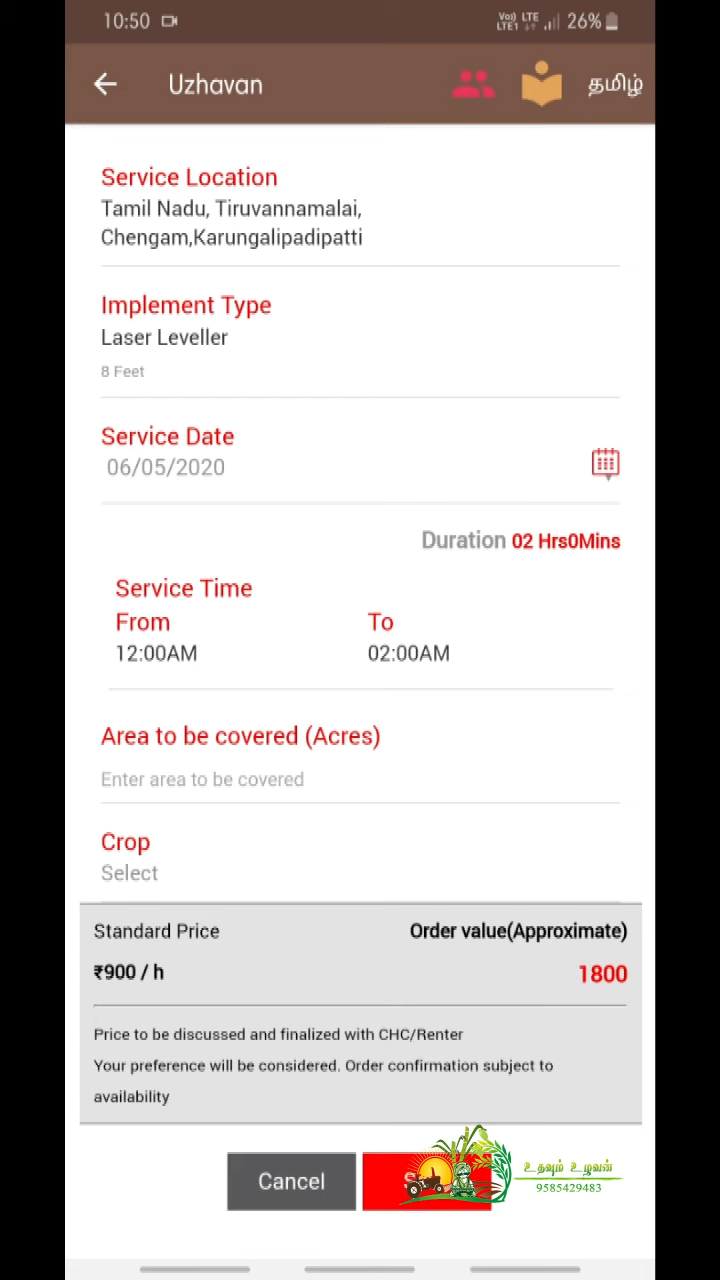 10:50
Vo) LTE
LTE1
26%
Uzhavan
தமிழ்
Service Location
Tamil Nadu, Tiruvannamalai,
Chengam,Karungalipadipatti
Implement Type
Laser Leveller
8 Feet
Service Date
06/05/2020
Duration 02 Hrs0Mins
Service Time
From To
12:00AM 02:00AM
Area to be covered (Acres)
Enter area to be covered
Crop
Select
Standard Price Order value(Approximate)
₹900 / h 1800
Price to be discussed and finalized with CHC/Renter
Your preference will be considered. Order confirmation subject to
availability
Cancel
உதவும் உழவன்
9585429483